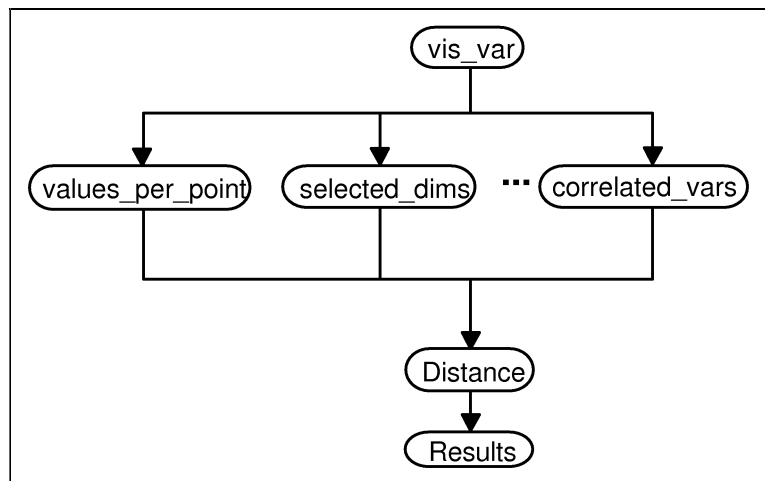 vis_var
values_per_point
selected_dims
...
correlated_vars
Distance
Results